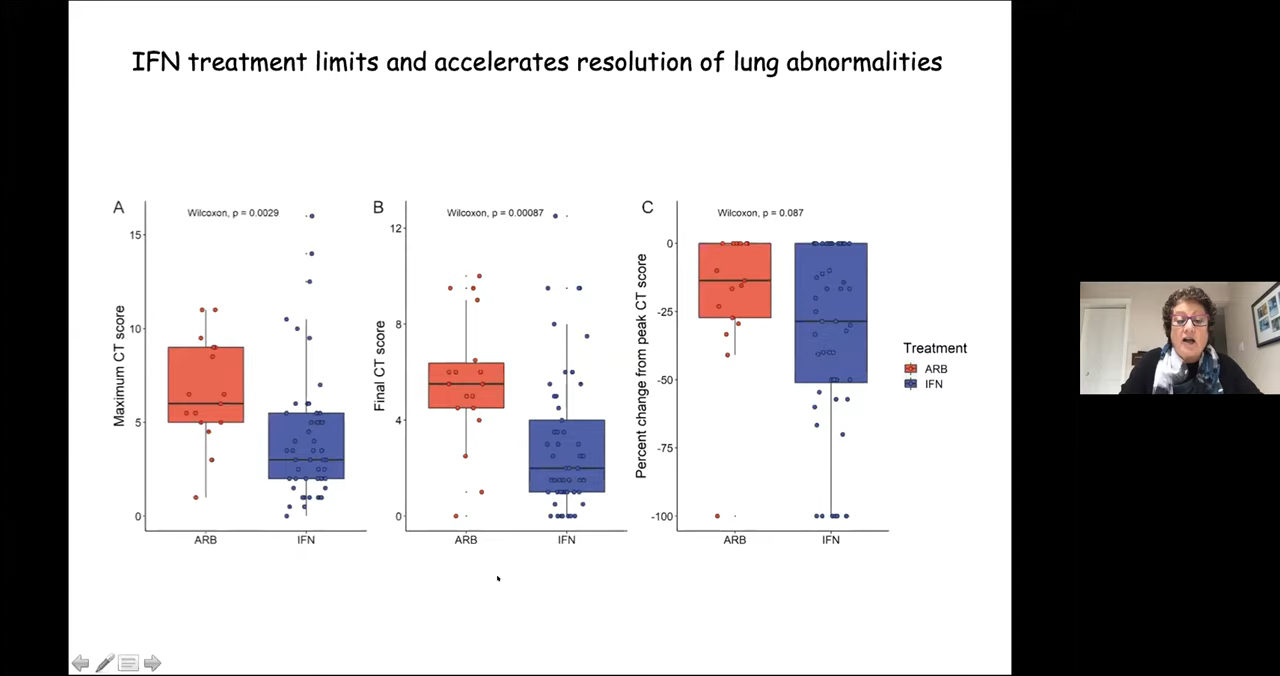 IFN treatment limits and accelerates resolution of lung abnormalities
A
Wilcoxon, p = 0.0029
Maximum CT score
15
10
5
0
ARB
IFN
B
Wilcoxon, p = 0.00087
Final CT score
12
8
4
0
ARB
IFN
C
Wilcoxon, p = 0.087
Percent change from peak CT score
0
-25
-50
-75
-100
ARB
IFN
Treatment
ARB
IFN